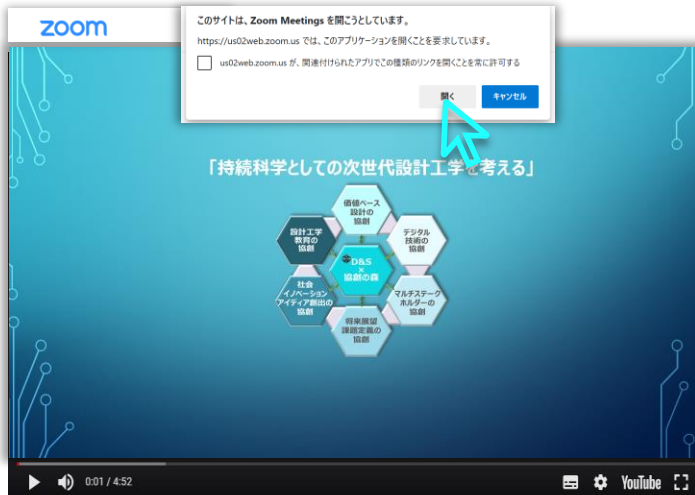 zoom
このサイトは、Zoom Meetings を開こうとしています。
https://us02web.zoom.us では、このアプリケーションを開くことを要求しています。
us02web.zoom.us が、関連付けられたアプリでこの種類のリンクを開くことを常に許可する
開く
キャンセル
「持続科学としての次世代設計工学を考える」
価値ベース
設計の
協創
設計工学
教育の
協創
デジタル
技術の
協創
D&S
×
協創の森
社会
イノベーション
アイディア創出の
協創
マルチステーク
ホルダーの
協創
将来展望
課題定義の
協創
0:01 / 4:52
YouTube